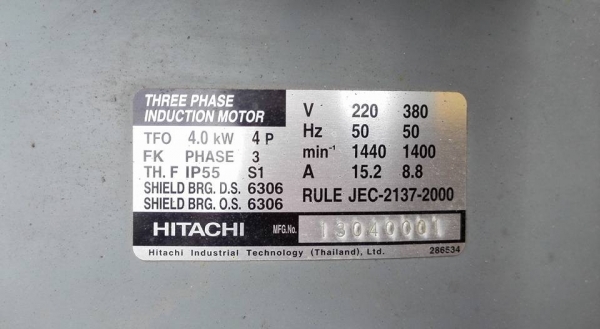 THREE PHASE
INDUCTION MOTOR
TFO 4.0 kW 4 P
FK PHASE 3
TH. F IP55 S1
SHIELD BRG. D.S. 6306
SHIELD BRG. O.S. 6306
V 220 380
Hz 50 50
min⁻¹ 1440 1400
A 15.2 8.8
RULE JEC-2137-2000
HITACHI MFG.No. 13040001
Hitachi Industrial Technology (Thailand), Ltd. 286534